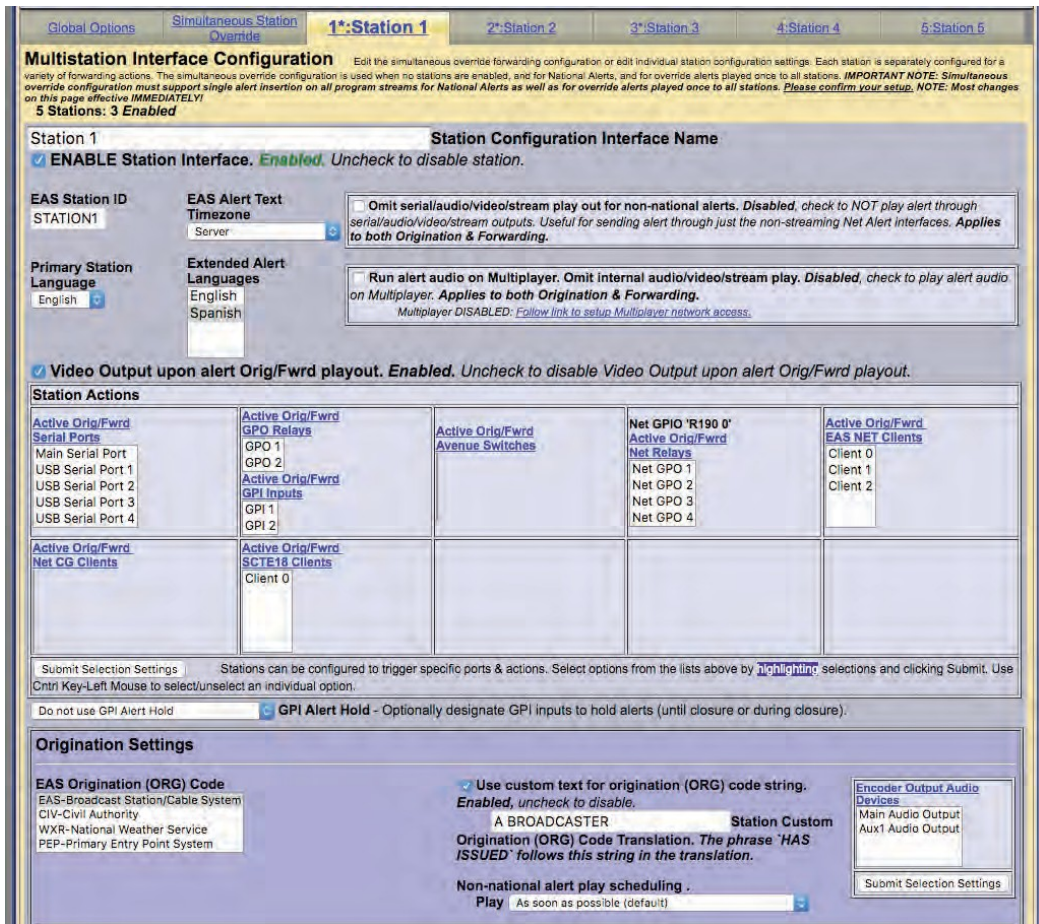 Global Options
Simultaneous Station
Override
1*:Station 1
2*:Station 2
3*:Station 3
4:Station 4
5:Station 5
Multistation Interface Configuration Edit the simultaneous override forwarding configuration or edit individual station configuration settings. Each station is separately configured for a
variety of forwarding actions. The simultaneous override configuration is used when no stations are enabled, and for National Alerts, and for override alerts played once to all stations. IMPORTANT NOTE: Simultaneous
override configuration must support single alert insertion on all program streams for National Alerts as well as for override alerts played once to all stations. Please confirm your setup. NOTE: Most changes
on this page effective IMMEDIATELY!
5 Stations: 3 Enabled
Station 1 Station Configuration Interface Name
ENABLE Station Interface. Enabled. Uncheck to disable station.
EAS Station ID
STATION1
EAS Alert Text
Timezone
Server
Omit serial/audio/video/stream play out for non-national alerts. Disabled, check to NOT play alert through
serial/audio/video/stream outputs. Useful for sending alert through just the non-streaming Net Alert interfaces. Applies
to both Origination & Forwarding.
Primary Station
Language
English
Extended Alert
Languages
English
Spanish
Run alert audio on Multiplayer. Omit internal audio/video/stream play. Disabled, check to play alert audio
on Multiplayer. Applies to both Origination & Forwarding.
Multiplayer DISABLED: Follow link to setup Multiplayer network access.
Video Output upon alert Orig/Fwrd playout. Enabled. Uncheck to disable Video Output upon alert Orig/Fwrd playout.
Station Actions
Active Orig/Fwrd
Serial Ports
Main Serial Port
USB Serial Port 1
USB Serial Port 2
USB Serial Port 3
USB Serial Port 4
Active Orig/Fwrd
GPO Relays
GPO 1
GPO 2
Active Orig/Fwrd
GPI Inputs
GPI 1
GPI 2
Active Orig/Fwrd
Avenue Switches
Net GPIO 'R190 0'
Active Orig/Fwrd
Net Relays
Net GPO 1
Net GPO 2
Net GPO 3
Net GPO 4
Active Orig/Fwrd
EAS NET Clients
Client 0
Client 1
Client 2
Active Orig/Fwrd
Net CG Clients
Active Orig/Fwrd
SCTE18 Clients
Client 0
Submit Selection Settings Stations can be configured to trigger specific ports & actions. Select options from the lists above by highlighting selections and clicking Submit. Use
Cntrl Key-Left Mouse to select/unselect an individual option.
Do not use GPI Alert Hold GPI Alert Hold - Optionally designate GPI inputs to hold alerts (until closure or during closure).
Origination Settings
EAS Origination (ORG) Code
EAS-Broadcast Station/Cable System
CIV-Civil Authority
WXR-National Weather Service
PEP-Primary Entry Point System
Use custom text for origination (ORG) code string.
Enabled, uncheck to disable.
A BROADCASTER Station Custom
Origination (ORG) Code Translation. The phrase `HAS
ISSUED` follows this string in the translation.
Non-national alert play scheduling .
Play As soon as possible (default)
Encoder Output Audio
Devices
Main Audio Output
Aux1 Audio Output
Submit Selection Settings